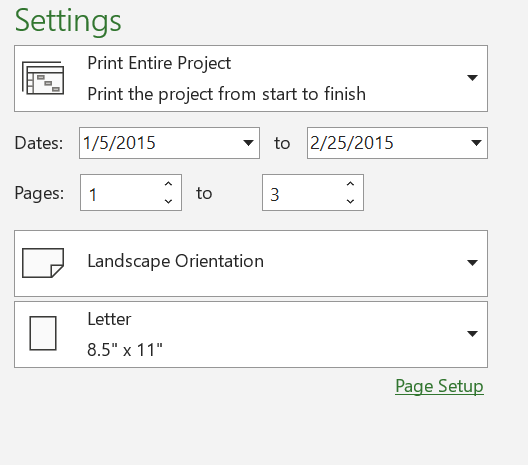 Settings
Print Entire Project
Print the project from start to finish
Dates: 1/5/2015 to 2/25/2015
Pages: 1 to 3
Landscape Orientation
Letter
8.5" x 11"
Page Setup